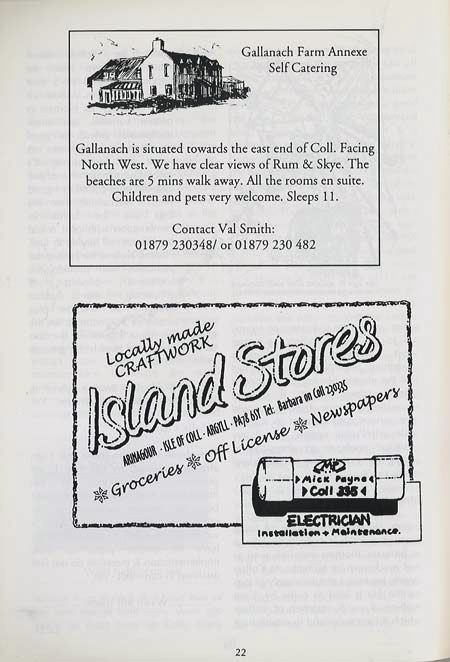 Gallanach Farm Annexe
Self Catering
Gallanach is situated towards the east end of Coll. Facing
North West. We have clear views of Rum & Skye. The
beaches are 5 mins walk away. All the rooms en suite.
Children and pets very welcome. Sleeps 11.
Contact Val Smith:
01879 230348/ or 01879 230 482
Locally made
CRAFTWORK
Island Stores
ARINAGOUR - ISLE OF COLL - ARGYLL - PA78 6SY Tel: Barbara on Coll 230335
Groceries Off License Newspapers
Mick Payne
Coll 335
ELECTRICIAN
Installation + Maintenance.
22